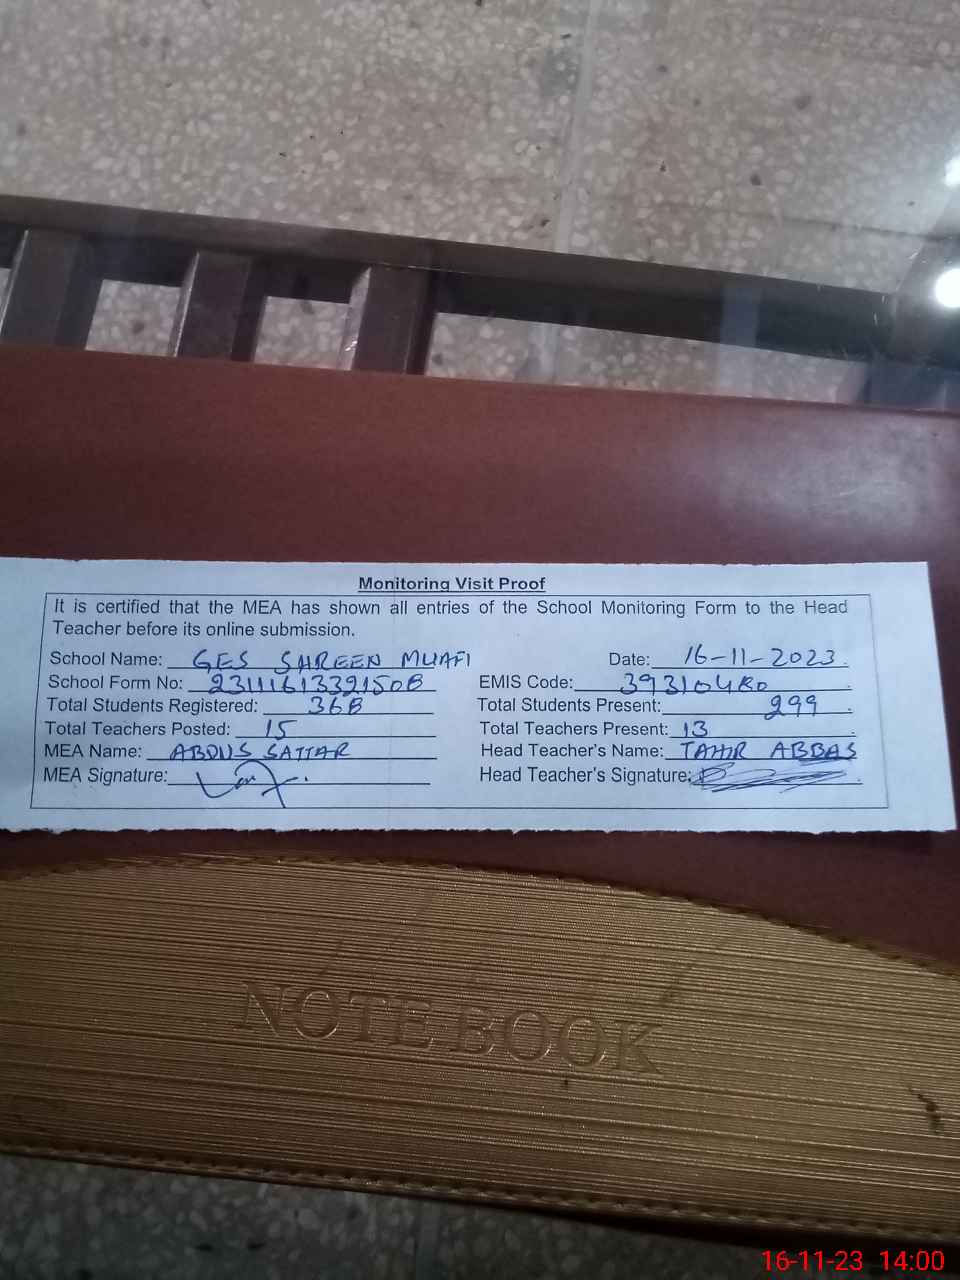 Monitoring Visit Proof
It is certified that the MEA has shown all entries of the School Monitoring Form to the Head
Teacher before its online submission.
School Name: GES SHREEN MUAFI Date: 16-11-2023.
School Form No: EMIS Code:
Total Students Registered: 368 Total Students Present: 299
Total Teachers Posted: 15 Total Teachers Present: 13
MEA Name: ABDUS SATTAR Head Teacher's Name: TAHIR ABBAS
MEA Signature: Head Teacher's Signature:
NOTE BOOK
16-11-23 14:00